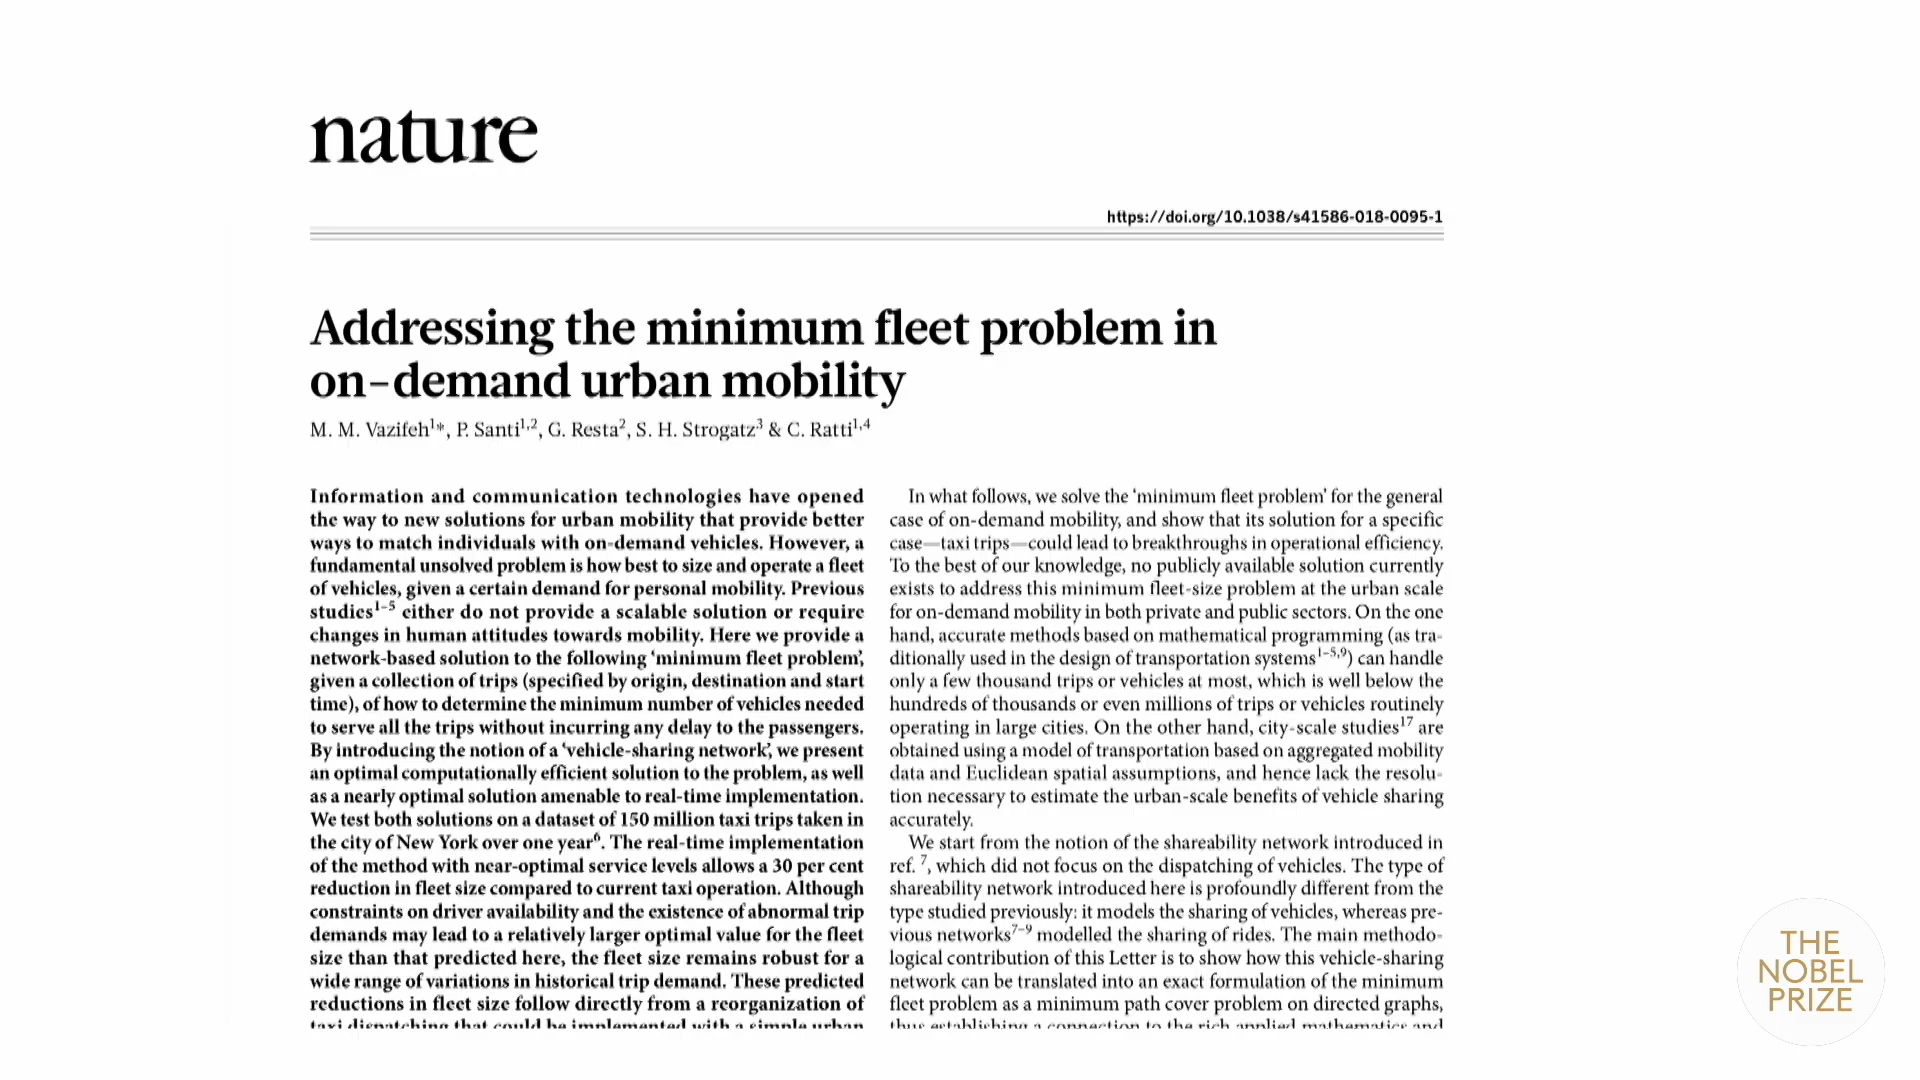 nature
https://doi.org/10.1038/s41586-018-0095-1
Addressing the minimum fleet problem in
on-demand urban mobility
M. M. Vazifeh1*, P. Santi1,2, G. Resta2, S. H. Strogatz3 & C. Ratti1,4
Information and communication technologies have opened
the way to new solutions for urban mobility that provide better
ways to match individuals with on-demand vehicles. However, a
fundamental unsolved problem is how best to size and operate a fleet
of vehicles, given a certain demand for personal mobility. Previous
studies1–5 either do not provide a scalable solution or require
changes in human attitudes towards mobility. Here we provide a
network-based solution to the following ‘minimum fleet problem’,
given a collection of trips (specified by origin, destination and start
time), of how to determine the minimum number of vehicles needed
to serve all the trips without incurring any delay to the passengers.
By introducing the notion of a ‘vehicle-sharing network’, we present
an optimal computationally efficient solution to the problem, as well
as a nearly optimal solution amenable to real-time implementation.
We test both solutions on a dataset of 150 million taxi trips taken in
the city of New York over one year6. The real-time implementation
of the method with near-optimal service levels allows a 30 per cent
reduction in fleet size compared to current taxi operation. Although
constraints on driver availability and the existence of abnormal trip
demands may lead to a relatively larger optimal value for the fleet
size than that predicted here, the fleet size remains robust for a
wide range of variations in historical trip demand. These predicted
reductions in fleet size follow directly from a reorganization of
taxi dispatching that could be implemented with a simple urban
In what follows, we solve the ‘minimum fleet problem’ for the general
case of on-demand mobility, and show that its solution for a specific
case—taxi trips—could lead to breakthroughs in operational efficiency.
To the best of our knowledge, no publicly available solution currently
exists to address this minimum fleet-size problem at the urban scale
for on-demand mobility in both private and public sectors. On the one
hand, accurate methods based on mathematical programming (as tra-
ditionally used in the design of transportation systems1–5,9) can handle
only a few thousand trips or vehicles at most, which is well below the
hundreds of thousands or even millions of trips or vehicles routinely
operating in large cities. On the other hand, city-scale studies17 are
obtained using a model of transportation based on aggregated mobility
data and Euclidean spatial assumptions, and hence lack the resolu-
tion necessary to estimate the urban-scale benefits of vehicle sharing
accurately.
We start from the notion of the shareability network introduced in
ref. 7, which did not focus on the dispatching of vehicles. The type of
shareability network introduced here is profoundly different from the
type studied previously: it models the sharing of vehicles, whereas pre-
vious networks7–9 modelled the sharing of rides. The main methodo-
logical contribution of this Letter is to show how this vehicle-sharing
network can be translated into an exact formulation of the minimum
fleet problem as a minimum path cover problem on directed graphs,
thus establishing a connection to the rich applied mathematics and
THE
NOBEL
PRIZE